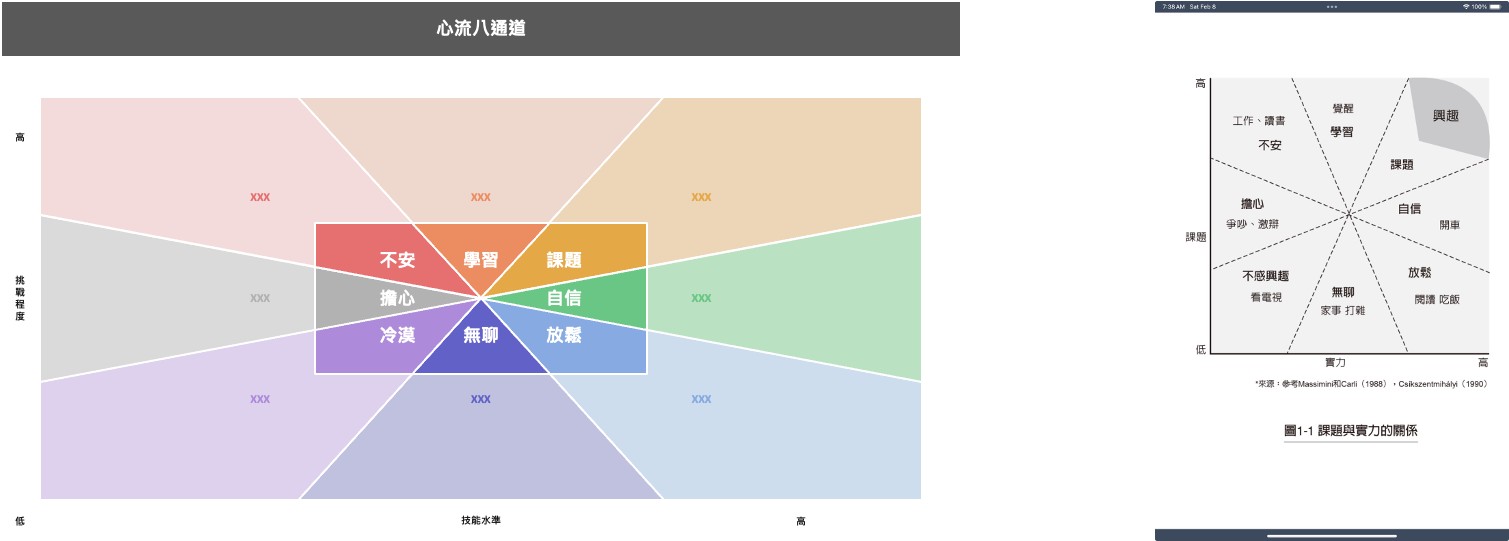 心流八通道
高
xxx
xxx
xxx
不安
學習
課題
挑戰程度
xxx
擔心
自信
xxx
冷漠
無聊
放鬆
xxx
xxx
xxx
低
技能水準
高
7:38 AM Sat Feb 8
100%
高
覺醒
興趣
工作、讀書
學習
不安
課題
擔心
自信
爭吵、激辯
開車
課題
不感興趣
放鬆
看電視
無聊
閱讀 吃飯
家事 打雜
低
實力
高
*來源：參考Massimini和Carli（1988），Csikszentmihályi（1990）
圖1-1 課題與實力的關係